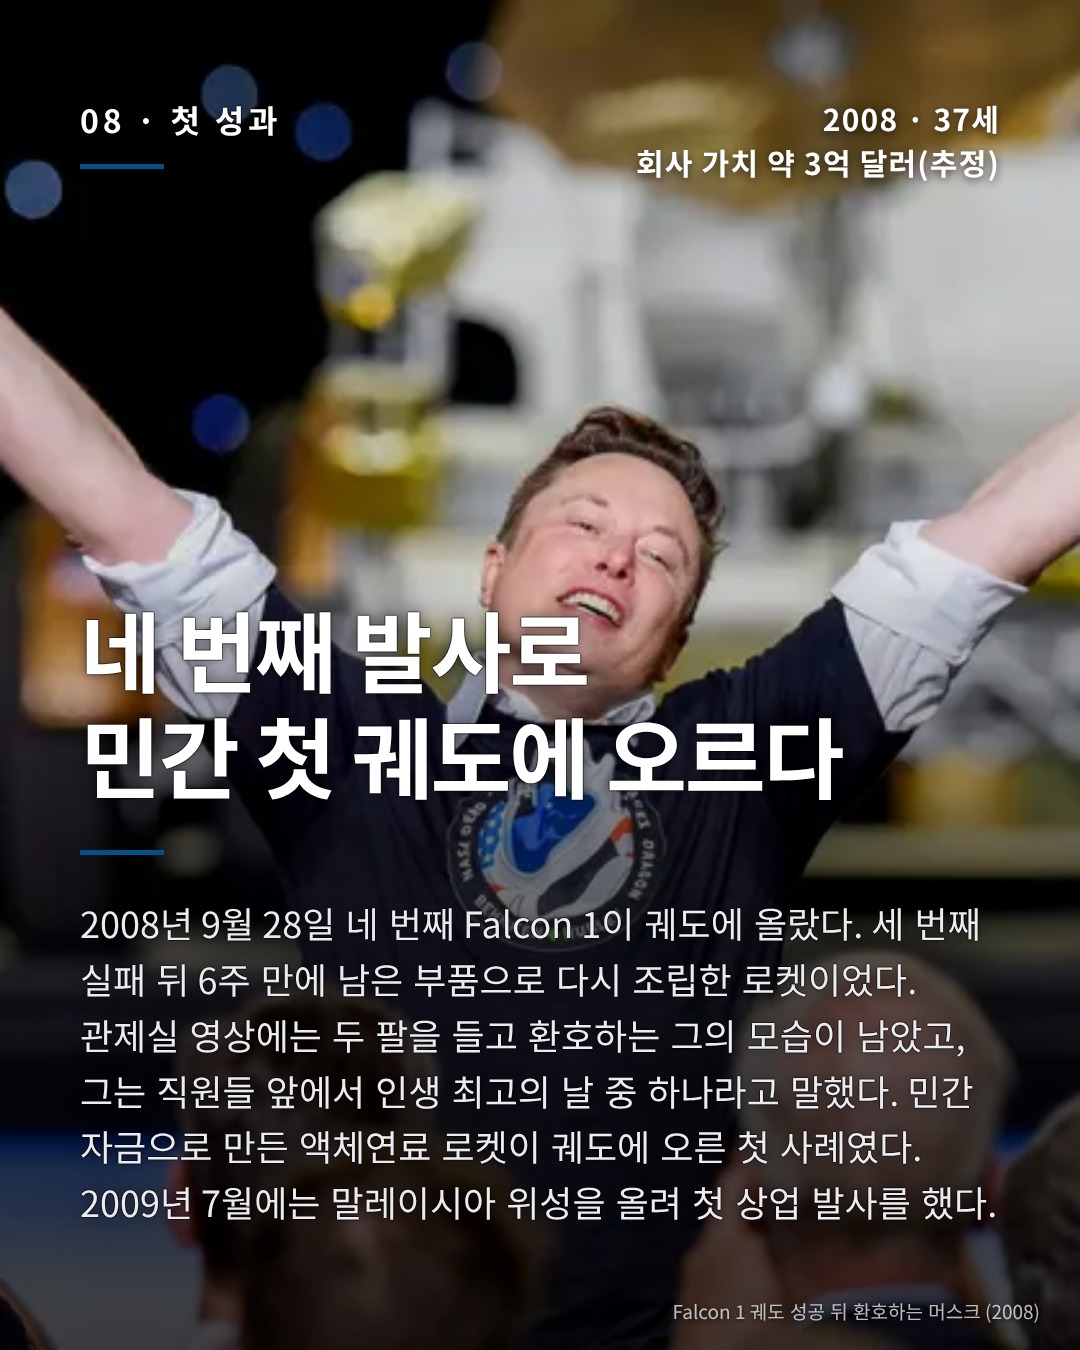 08 · 첫 성과
2008 · 37세
회사 가치 약 3억 달러(추정)
네 번째 발사로
민간 첫 궤도에 오르다
DRAGON
2008년 9월 28일 네 번째 Falcon 1이 궤도에 올랐다. 세 번째
실패 뒤 6주 만에 남은 부품으로 다시 조립한 로켓이었다.
관제실 영상에는 두 팔을 들고 환호하는 그의 모습이 남았고,
그는 직원들 앞에서 인생 최고의 날 중 하나라고 말했다. 민간
자금으로 만든 액체연료 로켓이 궤도에 오른 첫 사례였다.
2009년 7월에는 말레이시아 위성을 올려 첫 상업 발사를 했다.
Falcon 1 궤도 성공 뒤 환호하는 머스크 (2008)